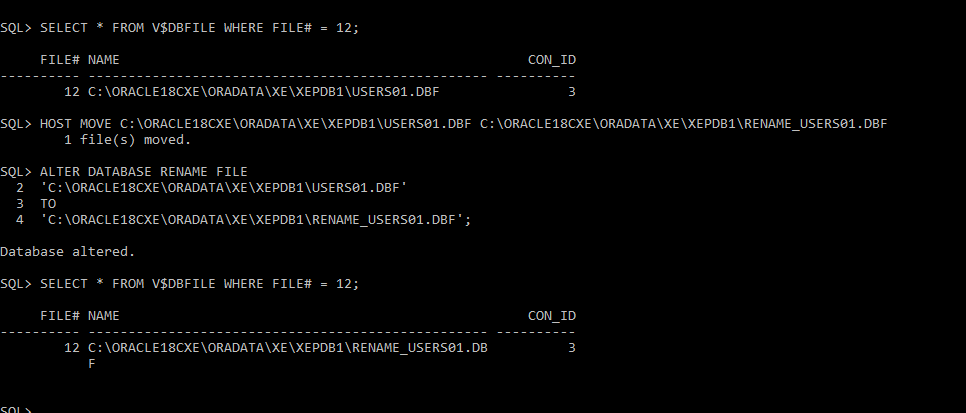 SQL> SELECT * FROM V$DBFILE WHERE FILE# = 12;
     FILE# NAME                                                   CON_ID
---------- -------------------------------------------------- ----------
        12 C:\ORACLE18CXE\ORADATA\XE\XEPDB1\USERS01.DBF                3
SQL> HOST MOVE C:\ORACLE18CXE\ORADATA\XE\XEPDB1\USERS01.DBF C:\ORACLE18CXE\ORADATA\XE\XEPDB1\RENAME_USERS01.DBF
        1 file(s) moved.
SQL> ALTER DATABASE RENAME FILE
  2  'C:\ORACLE18CXE\ORADATA\XE\XEPDB1\USERS01.DBF'
  3  TO
  4  'C:\ORACLE18CXE\ORADATA\XE\XEPDB1\RENAME_USERS01.DBF';
Database altered.
SQL> SELECT * FROM V$DBFILE WHERE FILE# = 12;
     FILE# NAME                                                   CON_ID
---------- -------------------------------------------------- ----------
        12 C:\ORACLE18CXE\ORADATA\XE\XEPDB1\RENAME_USERS01.DB          3
           F
SQL>